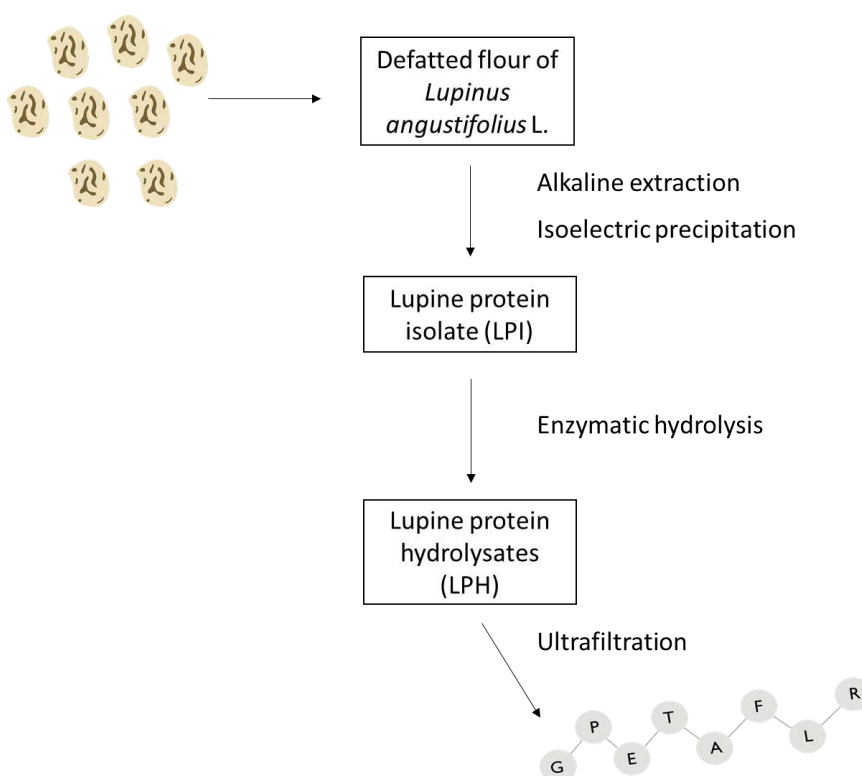 Defatted flour of
Lupinus
angustifolius L.
Alkaline extraction
Isoelectric precipitation
Lupine protein
isolate (LPI)
Enzymatic hydrolysis
Lupine protein
hydrolysates
(LPH)
Ultrafiltration
G P E T A F L R